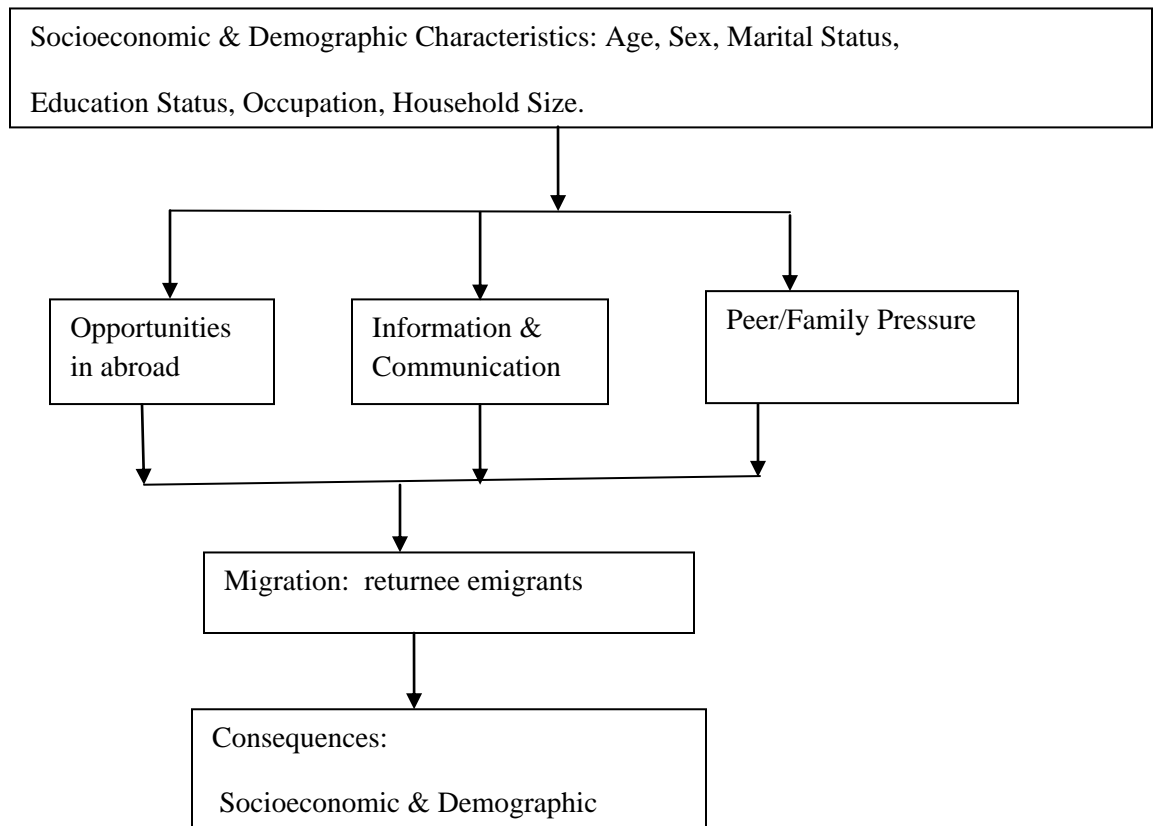 Socioeconomic & Demographic Characteristics: Age, Sex, Marital Status,
Education Status, Occupation, Household Size.
Opportunities
in abroad
Information &
Communication
Peer/Family Pressure
Migration: returnee emigrants
Consequences:
Socioeconomic & Demographic